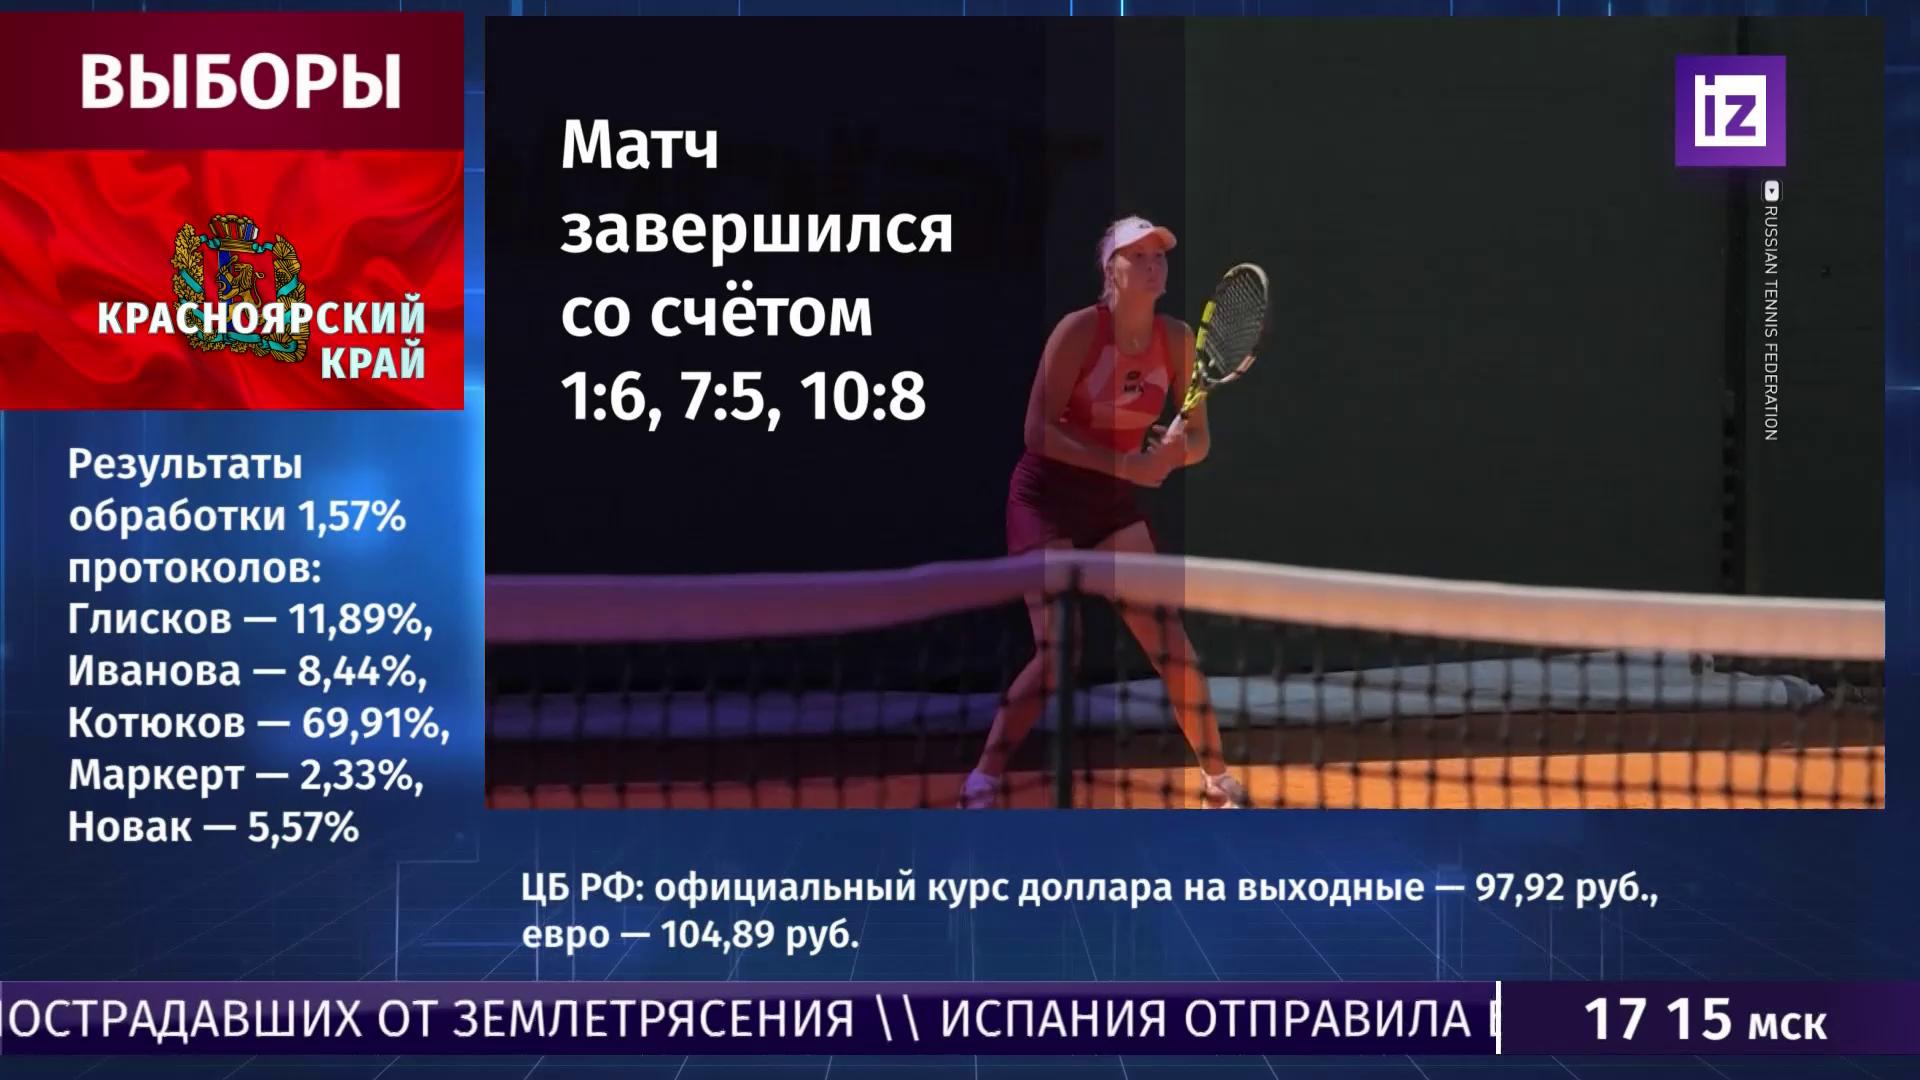 ВЫБОРЫ
КРАСНОЯРСКИЙ
КРАЙ
Результаты
обработки 1,57%
протоколов:
Глисков — 11,89%,
Иванова — 8,44%,
Котюков — 69,91%,
Маркерт — 2,33%,
Новак — 5,57%
Матч
завершился
со счётом
1:6, 7:5, 10:8
iz
RUSSIAN TENNIS FEDERATION
ЦБ РФ: официальный курс доллара на выходные — 97,92 руб.,
евро — 104,89 руб.
ОСТРАДАВШИХ ОТ ЗЕМЛЕТРЯСЕНИЯ \\ ИСПАНИЯ ОТПРАВИЛА
17 15 мск